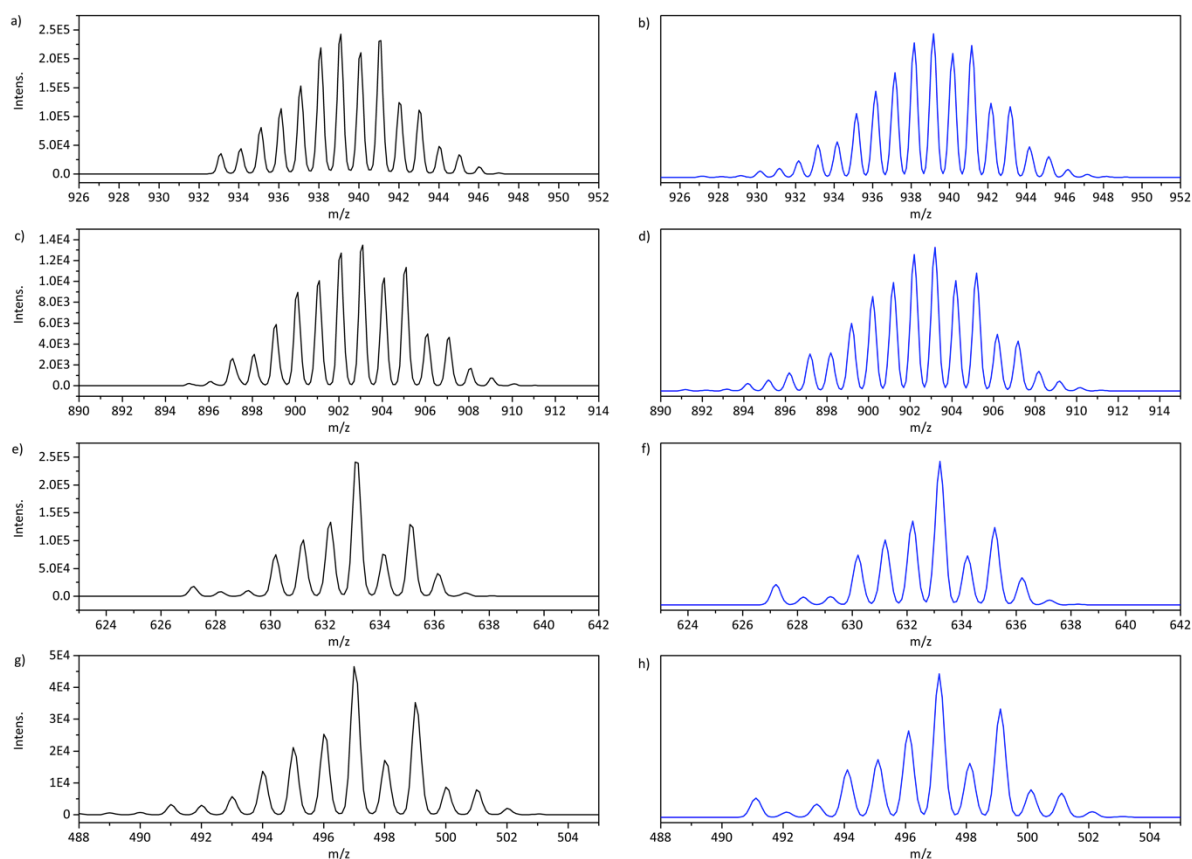 a)
Intens.
2.5E5
2.0E5
1.5E5
1.0E5
5.0E4
0.0
926 928 930 932 934 936 938 940 942 944 946 948 950 952
m/z
b)
926 928 930 932 934 936 938 940 942 944 946 948 950 952
m/z
c)
Intens.
1.4E4
1.2E4
9.0E3
6.0E3
3.0E3
0.0
890 892 894 896 898 900 902 904 906 908 910 912 914
m/z
d)
890 892 894 896 898 900 902 904 906 908 910 912 914
m/z
e)
Intens.
2.5E5
2.0E5
1.5E5
1.0E5
5.0E4
0.0
624 626 628 630 632 634 636 638 640 642
m/z
f)
624 626 628 630 632 634 636 638 640 642
m/z
g)
Intens.
5E4
3E4
2E4
1E4
0
488 490 492 494 496 498 500 502 504
m/z
h)
488 490 492 494 496 498 500 502 504
m/z